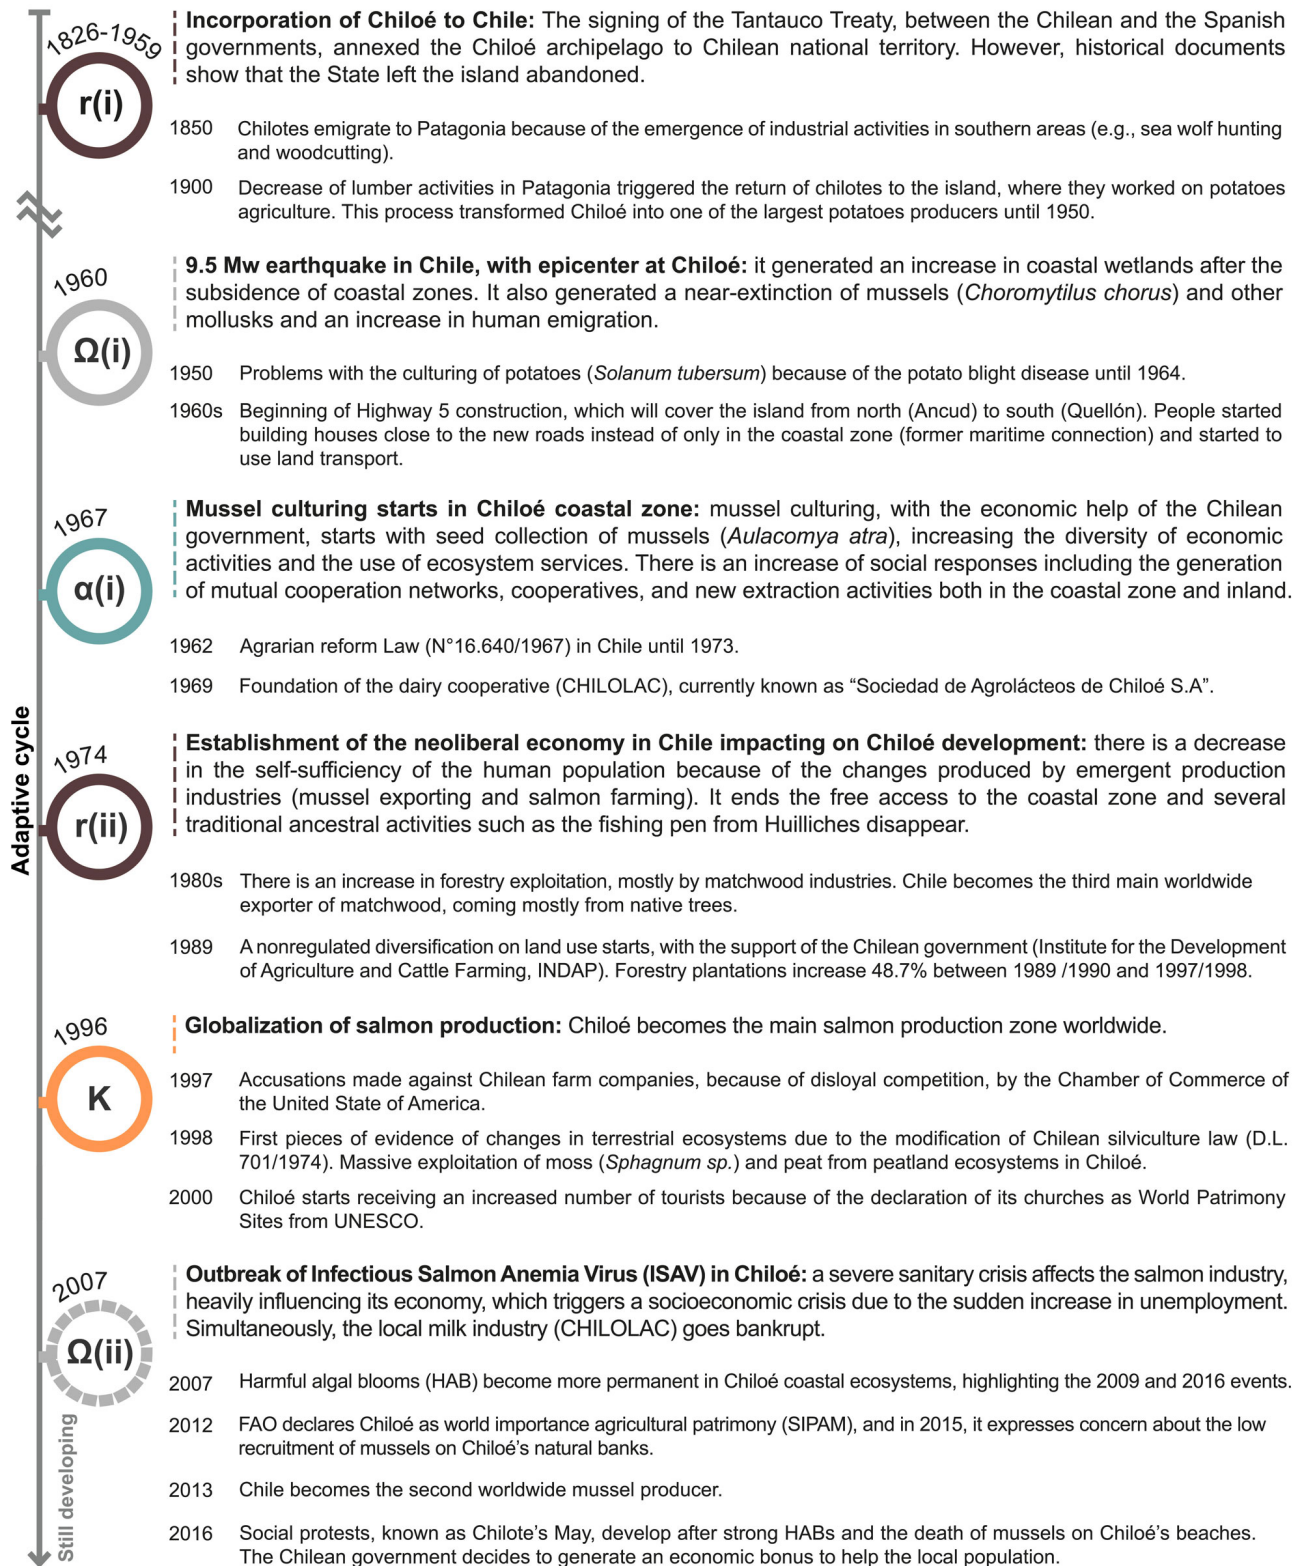 1826-1959
r(i)
Incorporation of Chiloé to Chile: The signing of the Tantauco Treaty, between the Chilean and the Spanish
governments, annexed the Chiloé archipelago to Chilean national territory. However, historical documents
show that the State left the island abandoned.
1850 Chilotes emigrate to Patagonia because of the emergence of industrial activities in southern areas (e.g., sea wolf hunting
and woodcutting).
1900 Decrease of lumber activities in Patagonia triggered the return of chilotes to the island, where they worked on potatoes
agriculture. This process transformed Chiloé into one of the largest potatoes producers until 1950.
1960
Ω(i)
9.5 Mw earthquake in Chile, with epicenter at Chiloé: it generated an increase in coastal wetlands after the
subsidence of coastal zones. It also generated a near-extinction of mussels (Choromytilus chorus) and other
mollusks and an increase in human emigration.
1950 Problems with the culturing of potatoes (Solanum tubersum) because of the potato blight disease until 1964.
1960s Beginning of Highway 5 construction, which will cover the island from north (Ancud) to south (Quellón). People started
building houses close to the new roads instead of only in the coastal zone (former maritime connection) and started to
use land transport.
1967
α(i)
Mussel culturing starts in Chiloé coastal zone: mussel culturing, with the economic help of the Chilean
government, starts with seed collection of mussels (Aulacomya atra), increasing the diversity of economic
activities and the use of ecosystem services. There is an increase of social responses including the generation
of mutual cooperation networks, cooperatives, and new extraction activities both in the coastal zone and inland.
1962 Agrarian reform Law (N°16.640/1967) in Chile until 1973.
1969 Foundation of the dairy cooperative (CHILOLAC), currently known as “Sociedad de Agrolácteos de Chiloé S.A”.
Adaptive cycle
1974
r(ii)
Establishment of the neoliberal economy in Chile impacting on Chiloé development: there is a decrease
in the self-sufficiency of the human population because of the changes produced by emergent production
industries (mussel exporting and salmon farming). It ends the free access to the coastal zone and several
traditional ancestral activities such as the fishing pen from Huilliches disappear.
1980s There is an increase in forestry exploitation, mostly by matchwood industries. Chile becomes the third main worldwide
exporter of matchwood, coming mostly from native trees.
1989 A nonregulated diversification on land use starts, with the support of the Chilean government (Institute for the Development
of Agriculture and Cattle Farming, INDAP). Forestry plantations increase 48.7% between 1989 /1990 and 1997/1998.
1996
K
Globalization of salmon production: Chiloé becomes the main salmon production zone worldwide.
1997 Accusations made against Chilean farm companies, because of disloyal competition, by the Chamber of Commerce of
the United State of America.
1998 First pieces of evidence of changes in terrestrial ecosystems due to the modification of Chilean silviculture law (D.L.
701/1974). Massive exploitation of moss (Sphagnum sp.) and peat from peatland ecosystems in Chiloé.
2000 Chiloé starts receiving an increased number of tourists because of the declaration of its churches as World Patrimony
Sites from UNESCO.
2007
Ω(ii)
Outbreak of Infectious Salmon Anemia Virus (ISAV) in Chiloé: a severe sanitary crisis affects the salmon industry,
heavily influencing its economy, which triggers a socioeconomic crisis due to the sudden increase in unemployment.
Simultaneously, the local milk industry (CHILOLAC) goes bankrupt.
2007 Harmful algal blooms (HAB) become more permanent in Chiloé coastal ecosystems, highlighting the 2009 and 2016 events.
2012 FAO declares Chiloé as world importance agricultural patrimony (SIPAM), and in 2015, it expresses concern about the low
recruitment of mussels on Chiloé’s natural banks.
2013 Chile becomes the second worldwide mussel producer.
2016 Social protests, known as Chilote’s May, develop after strong HABs and the death of mussels on Chiloé’s beaches.
The Chilean government decides to generate an economic bonus to help the local population.
Still developing